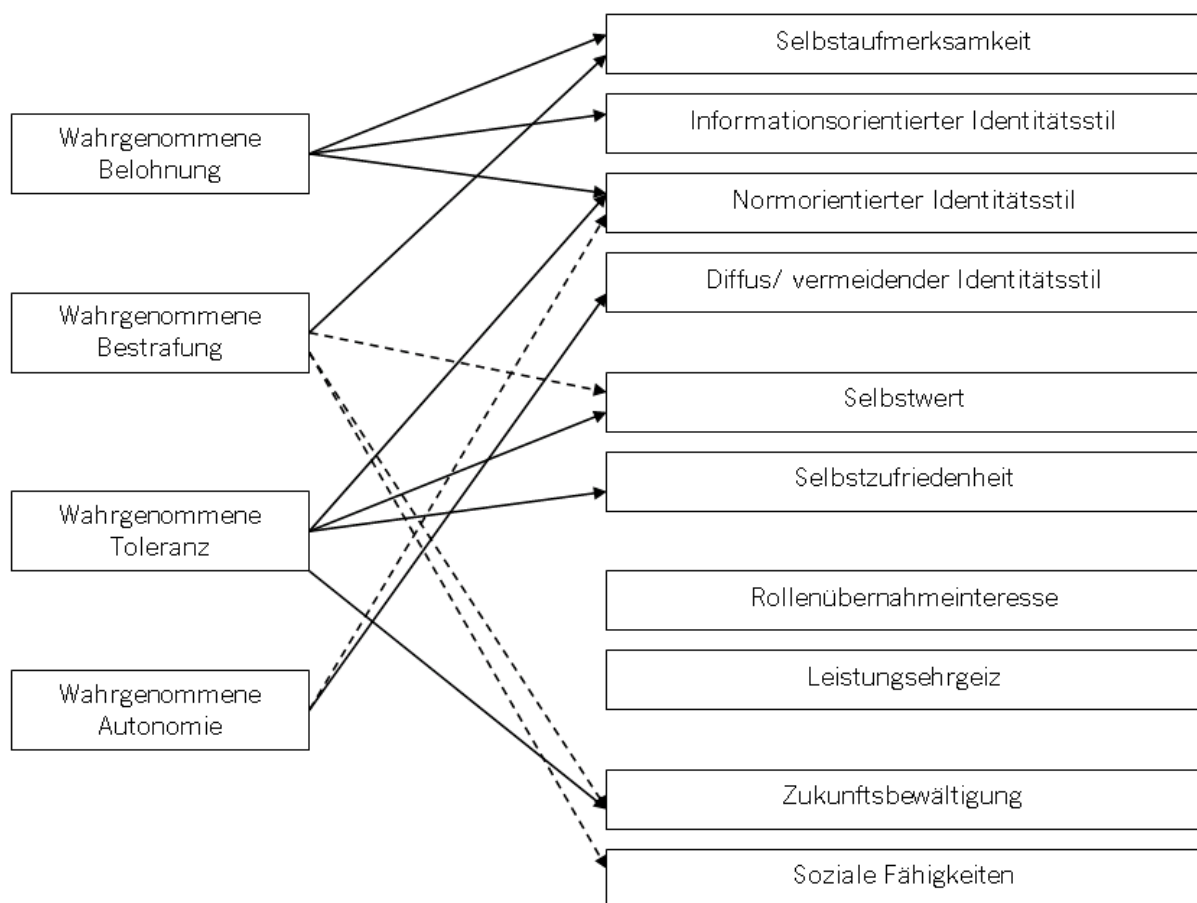 Wahrgenommene
Belohnung
Wahrgenommene
Bestrafung
Wahrgenommene
Toleranz
Wahrgenommene
Autonomie
Selbstaufmerksamkeit
Informationsorientierter Identitätsstil
Normorientierter Identitätsstil
Diffus/ vermeidender Identitätsstil
Selbstwert
Selbstzufriedenheit
Rollenübernahmeinteresse
Leistungsehrgeiz
Zukunftsbewältigung
Soziale Fähigkeiten